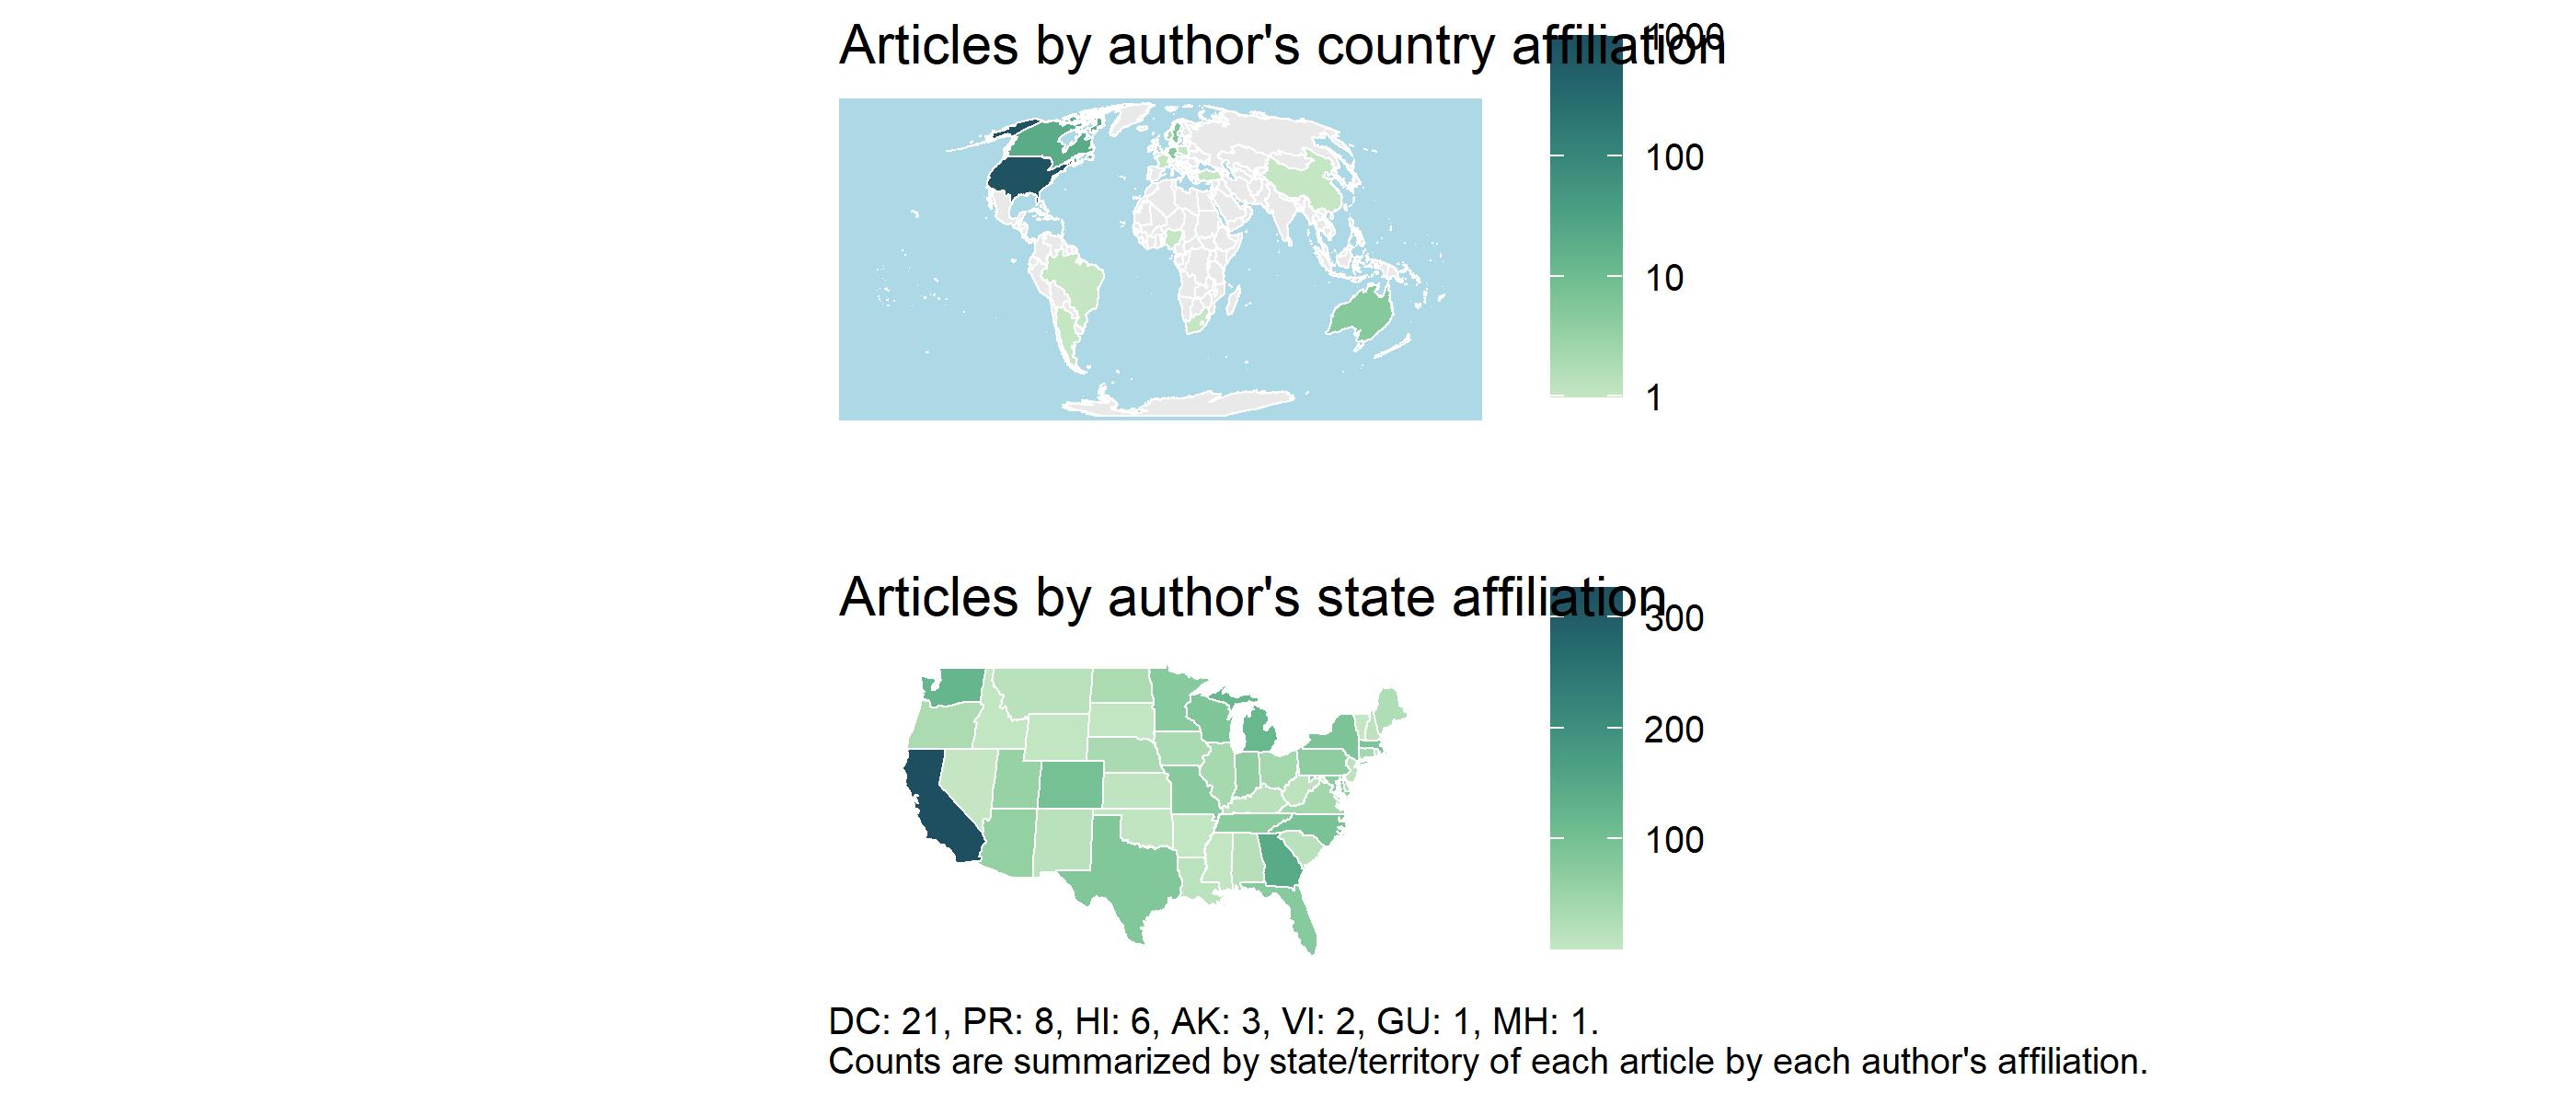 Articles by author's country affiliation
1000
100
10
1
Articles by author's state affiliation
300
200
100
DC: 21, PR: 8, HI: 6, AK: 3, VI: 2, GU: 1, MH: 1.
Counts are summarized by state/territory of each article by each author's affiliation.